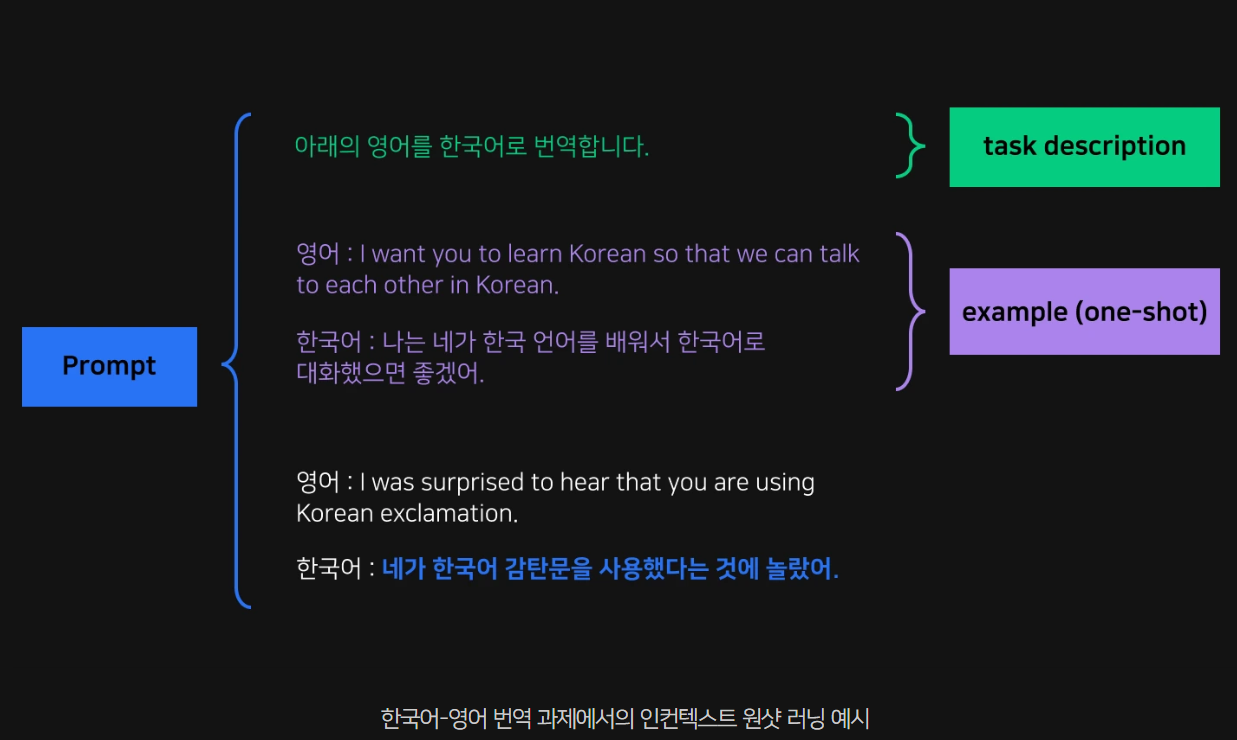 아래의 영어를 한국어로 번역합니다.
task description
영어 : I want you to learn Korean so that we can talk
to each other in Korean.
한국어 : 나는 네가 한국 언어를 배워서 한국어로
대화했으면 좋겠어.
example (one-shot)
Prompt
영어 : I was surprised to hear that you are using
Korean exclamation.
한국어 : 네가 한국어 감탄문을 사용했다는 것에 놀랐어.
한국어-영어 번역 과제에서의 인컨텍스트 원샷 러닝 예시